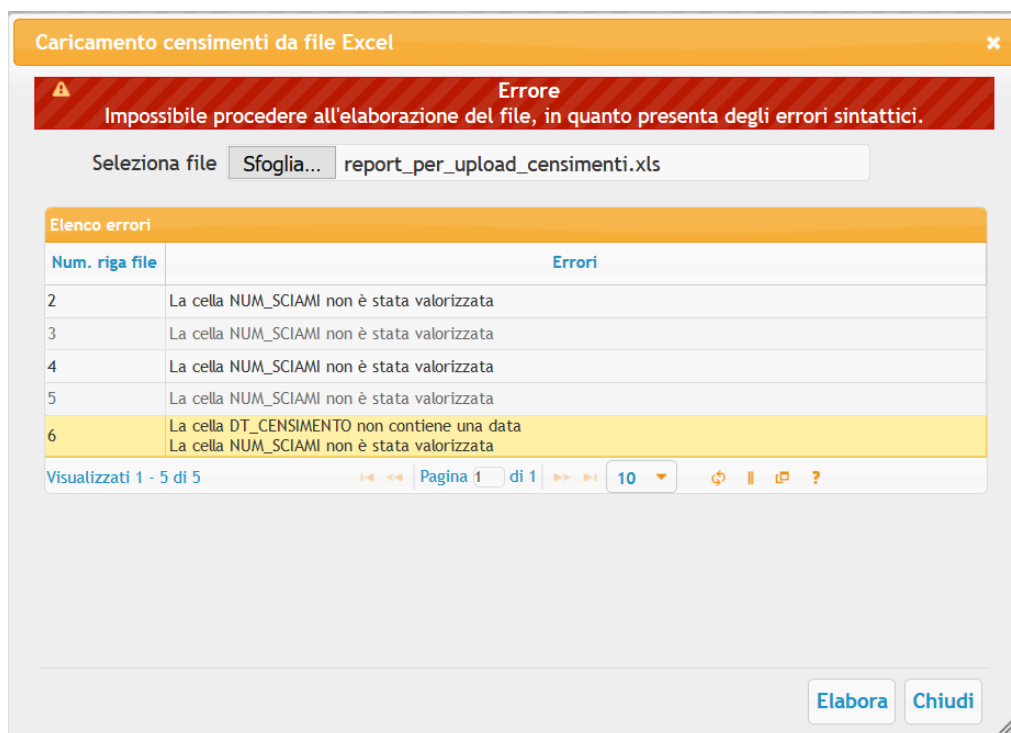 Caricamento censimenti da file Excel
Errore
Impossibile procedere all'elaborazione del file, in quanto presenta degli errori sintattici.
Seleziona file Sfoglia... report_per_upload_censimenti.xls
Elenco errori
Num. riga file Errori
2 La cella NUM_SCIAMI non è stata valorizzata
3 La cella NUM_SCIAMI non è stata valorizzata
4 La cella NUM_SCIAMI non è stata valorizzata
5 La cella NUM_SCIAMI non è stata valorizzata
6 La cella DT_CENSIMENTO non contiene una data
La cella NUM_SCIAMI non è stata valorizzata
Visualizzati 1 - 5 di 5 Pagina 1 di 1 10 ?
Elabora Chiudi